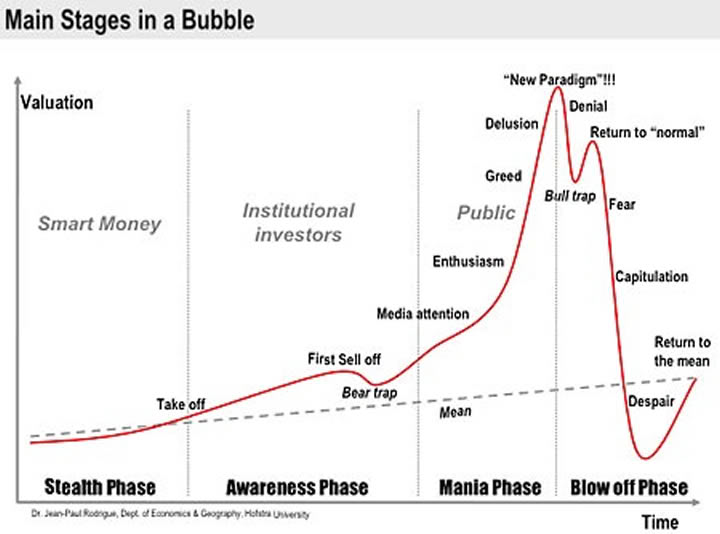 Main Stages in a Bubble
Valuation
"New Paradigm"!!!
Denial
Delusion
Return to "normal"
Greed
Bull trap
Fear
Smart Money
Institutional
investors
Public
Enthusiasm
Capitulation
Media attention
First Sell off
Bear trap
Return to
the mean
Take off
Mean
Despair
Stealth Phase
Awareness Phase
Mania Phase
Blow off Phase
Dr. Jean-Paul Rodrigue, Dept. of Economics & Geography, Hofstra University
Time